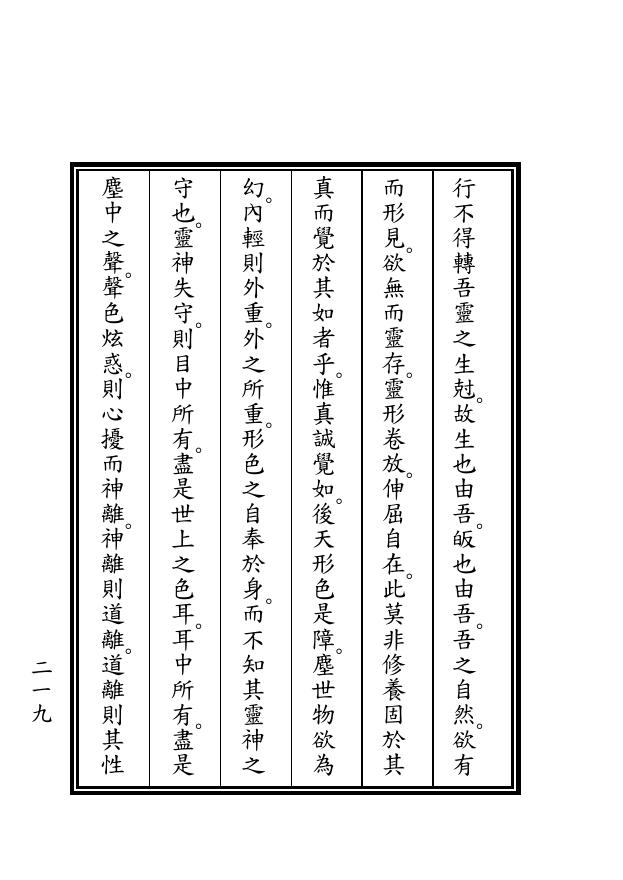 行不得轉吾靈之生尅。故生也由吾。皈也由吾。吾之自然。欲有
而形見。欲無而靈存。靈形卷放。伸屈自在。此莫非修養固於其
真而覺於其如者乎。惟真誠覺如。後天形色是障。塵世物欲為
幻。內輕則外重。外之所重。形色之自奉於身。而不知其靈神之
守也。靈神失守。則目中所有。盡是世上之色耳。耳中所有。盡是
塵中之聲。聲色炫惑。則心擾而神離。神離則道離。道離則其性
二一九